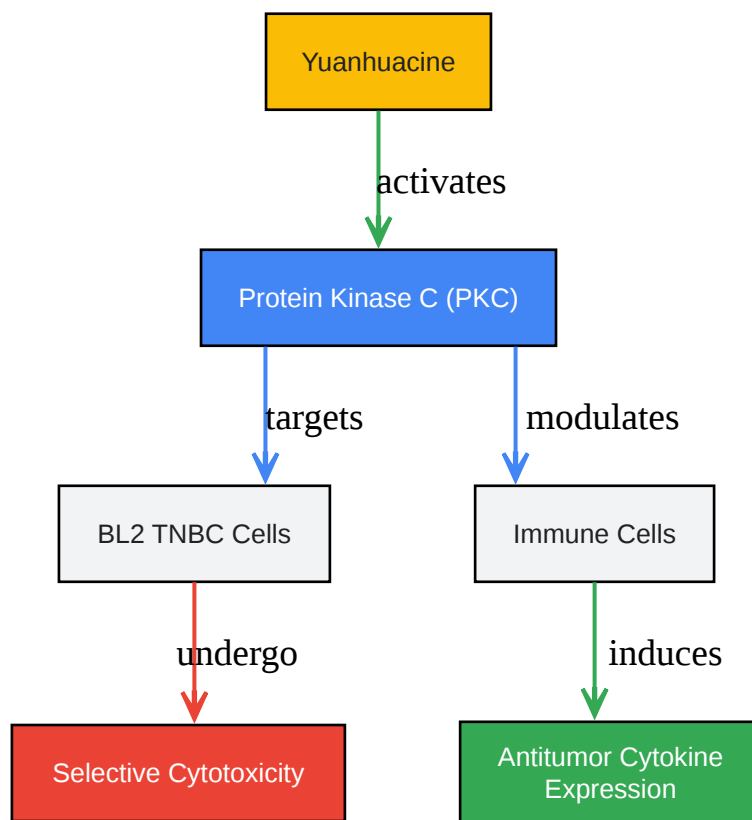 Yuanhuacine
activates
Protein Kinase C (PKC)
targets
modulates
BL2 TNBC Cells
Immune Cells
undergo
induces
Selective Cytotoxicity
Antitumor Cytokine
Expression